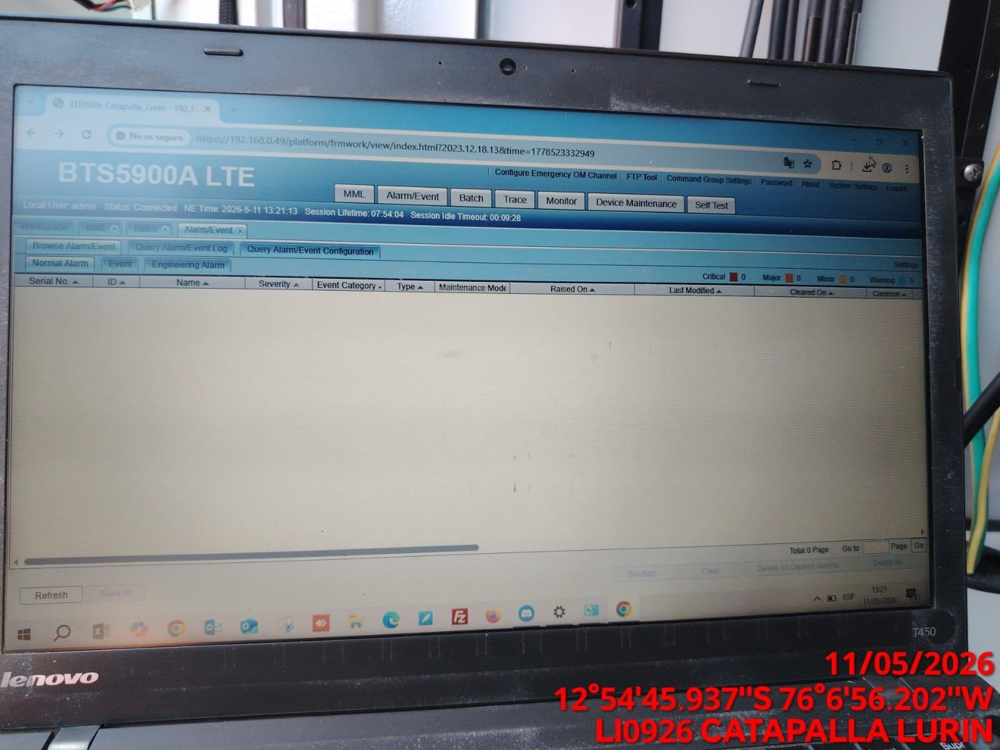 LIT0926_Catapalla_Lurin - 192.1
No es seguro https://192.168.0.49/platform/frmwork/view/index.html?2023.12.18.13&time=1778523332949
BTS5900A LTE
Configure Emergency OM Channel FTP Tool Command Group Settings Password About System Settings Logout
MML Alarm/Event Batch Trace Monitor Device Maintenance Self Test
Local User: admin Status: Connected NE Time: 2026-5-11 13:21:13 Session Lifetime: 07:54:04 Session Idle Timeout: 00:09:28
Workspace MML Batch Alarm/Event
Browse Alarm/Event Query Alarm/Event Log Query Alarm/Event Configuration
Normal Alarm Event Engineering Alarm Settings
Critical 0 Major 0 Minor 0 Warning 0
Serial No. ID Name Severity Event Category Type Maintenance Mode Raised On Last Modified Cleared On Common
Total 0 Page Go to Page Go
Solution... Clear Delete All Cleared Alarms Delete All
Refresh Save All
ESP 13:21
11/05/2026
T450
lenovo
11/05/2026
12°54'45.937"S 76°6'56.202"W
LI0926 CATAPALLA LURIN